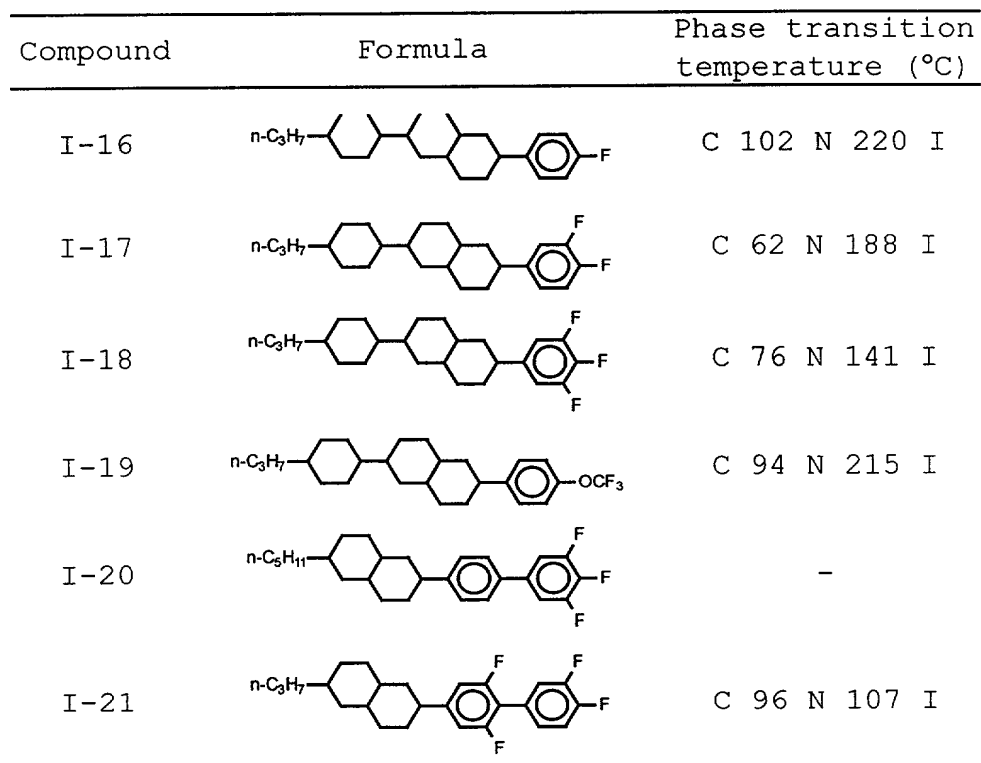 Compound Formula Phase transition temperature (°C)
I-16 n-C₃H₇ F C 102 N 220 I
I-17 n-C₃H₇ F F C 62 N 188 I
I-18 n-C₃H₇ F F F C 76 N 141 I
I-19 n-C₃H₇ OCF₃ C 94 N 215 I
I-20 n-C₅H₁₁ F F F -
I-21 n-C₃H₇ F F F F C 96 N 107 I